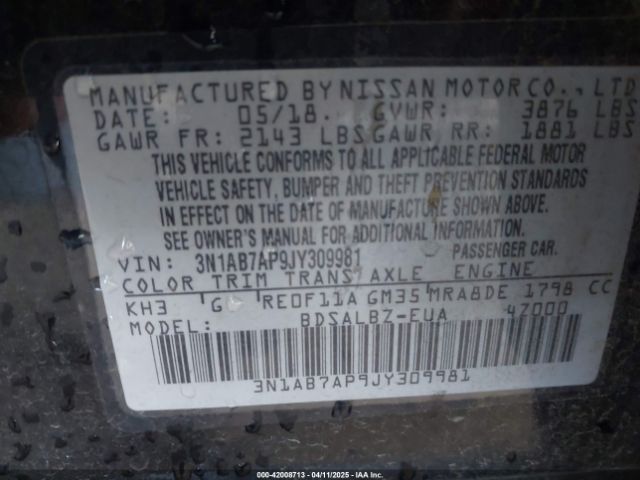 MANUFACTURED BY NISSAN MOTOR CO., LTD
DATE: 05/18. GVWR: 3876 LBS
GAWR FR: 2143 LBS GAWR RR: 1881 LBS
THIS VEHICLE CONFORMS TO ALL APPLICABLE FEDERAL MOTOR
VEHICLE SAFETY, BUMPER AND THEFT PREVENTION STANDARDS
IN EFFECT ON THE DATE OF MANUFACTURE SHOWN ABOVE.
SEE OWNER'S MANUAL FOR ADDITIONAL INFORMATION
VIN: 3N1AB7AP9JY309981 PASSENGER CAR.
COLOR TRIM TRANS TAXLE ENGINE
KH3 G RE0F11A GM35 MRA8DE 1798 CC
MODEL: BDSALBZ-EUA 47000
3N1AB7AP9JY309981
000-42008713 - 04/11/2025 - IAA Inc.